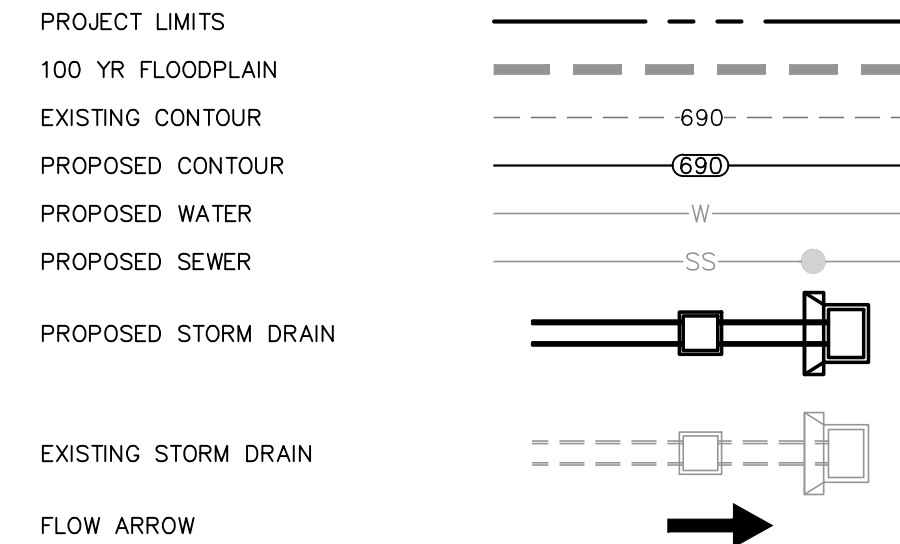 PROJECT LIMITS
100 YR FLOODPLAIN
EXISTING CONTOUR 690
PROPOSED CONTOUR 690
PROPOSED WATER W
PROPOSED SEWER SS
PROPOSED STORM DRAIN
EXISTING STORM DRAIN
FLOW ARROW